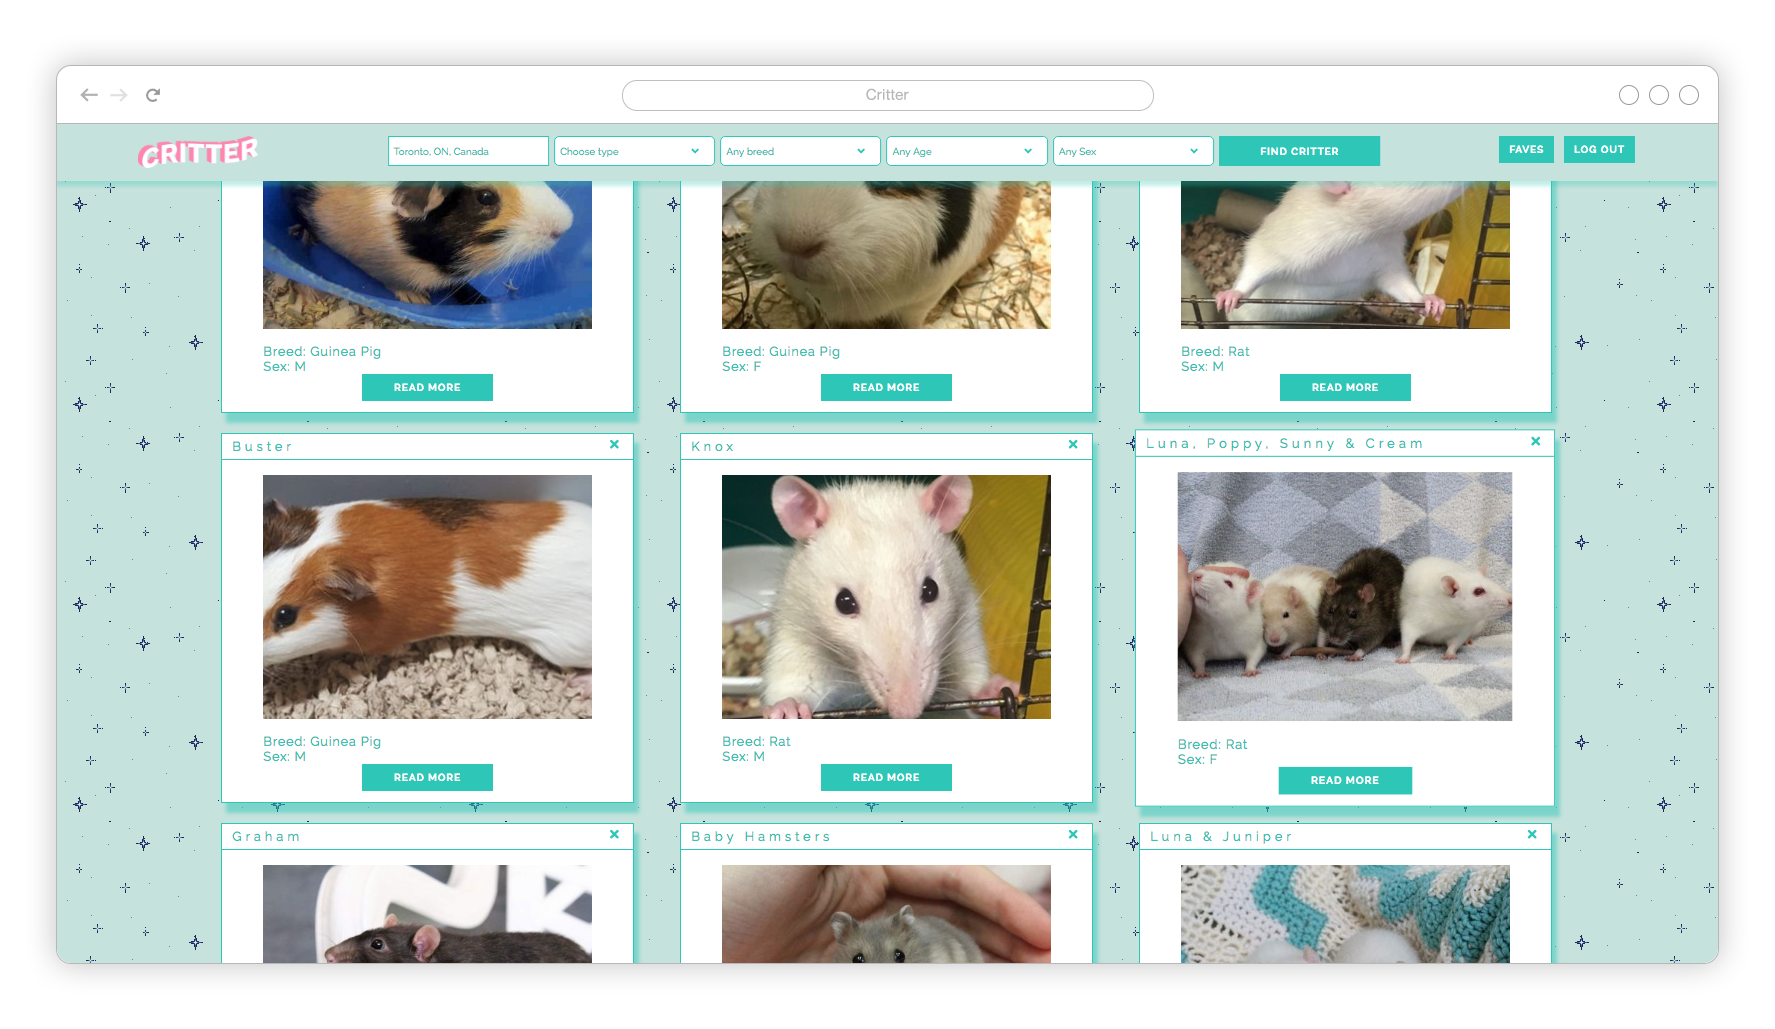 Critter
CRITTER
Toronto, ON, Canada
Choose type
Any breed
Any Age
Any Sex
FIND CRITTER
FAVES
LOG OUT
Breed: Guinea Pig
Sex: M
READ MORE
Breed: Guinea Pig
Sex: F
READ MORE
Breed: Rat
Sex: M
READ MORE
Buster
Breed: Guinea Pig
Sex: M
READ MORE
Knox
Breed: Rat
Sex: M
READ MORE
Luna, Poppy, Sunny & Cream
Breed: Rat
Sex: F
READ MORE
Graham
Baby Hamsters
Luna & Juniper